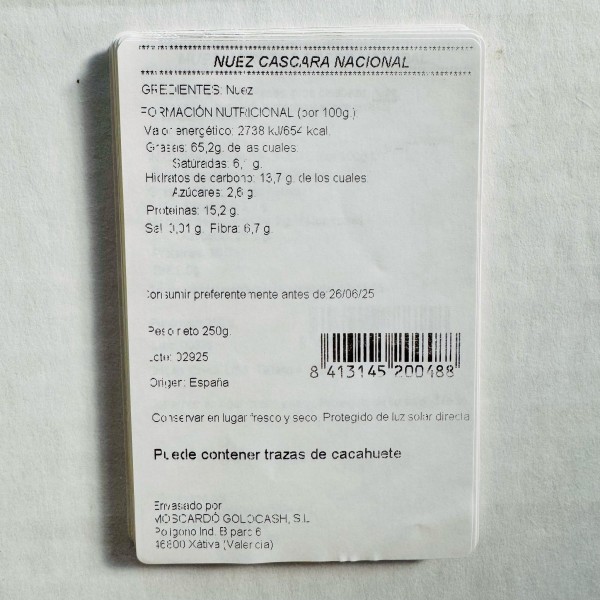 NUEZ CASCARA NACIONAL
GREDIENTES: Nuez
FORMACIÓN NUTRICIONAL (por 100g.)
Valor energético: 2738 kJ/654 kcal.
Grasas: 65,2g. de las cuales:
Saturadas: 6, g.
Hidratos de carbono: 13,7 g. de los cuales:
Azúcares: 2,6 g.
Proteinas: 15,2 g.
Sal: 0,01 g. Fibra: 6,7 g.
Consumir preferentemente antes de:26/06/25
Peso neto 250g.
Lote: 02925
Origen: España
Conservar en lugar fresco y seco. Protegido de luz solar directa
8 413145 200488
Puede contener trazas de cacahuete
Envasado por
MOSCARDÓ GOLOCASH, S.L
Poligono Ind. B parc 6
46800 Xátiva (Valencia)